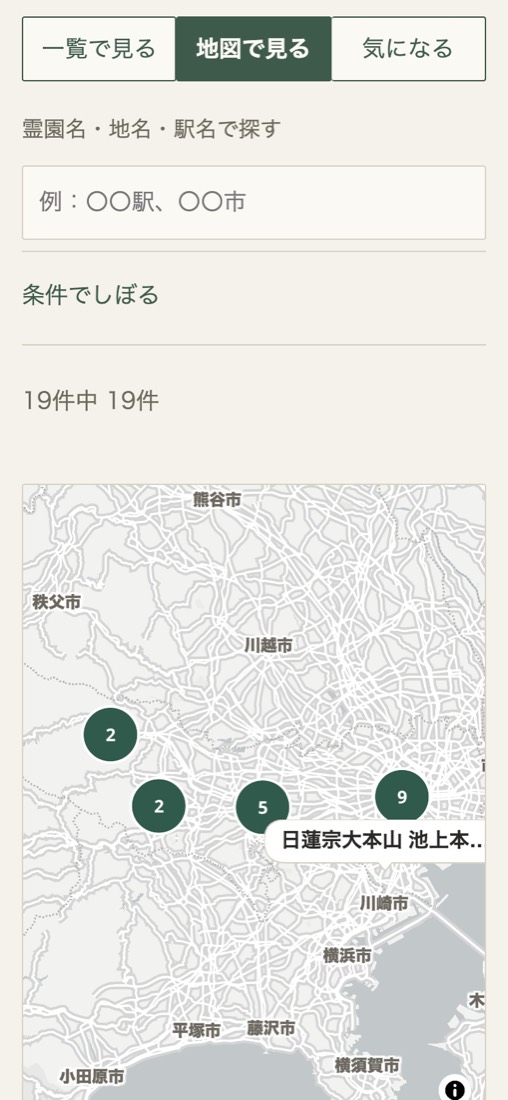 一覧で見る
地図で見る
気になる
霊園名・地名・駅名で探す
例：〇〇駅、〇〇市
条件でしぼる
19件中 19件
熊谷市
秩父市
川越市
2
2
5
9
日蓮宗大本山 池上本..
川崎市
横浜市
木
平塚市
藤沢市
横須賀市
小田原市